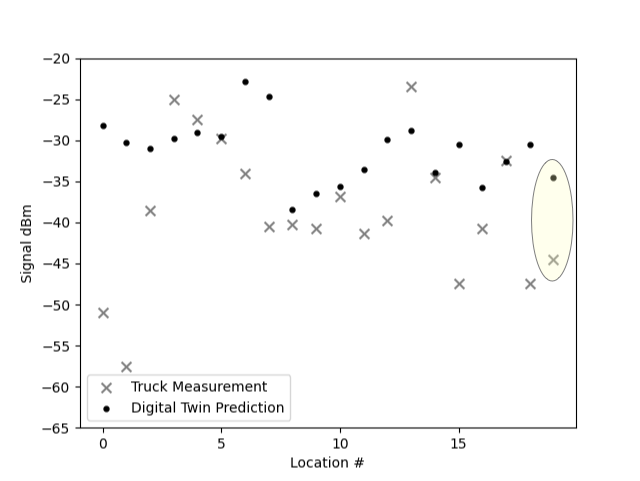 −20
−25
−30
−35
−40
−45
−50
−55
−60
−65
Signal dBm
Truck Measurement
Digital Twin Prediction
0 5 10 15
Location #